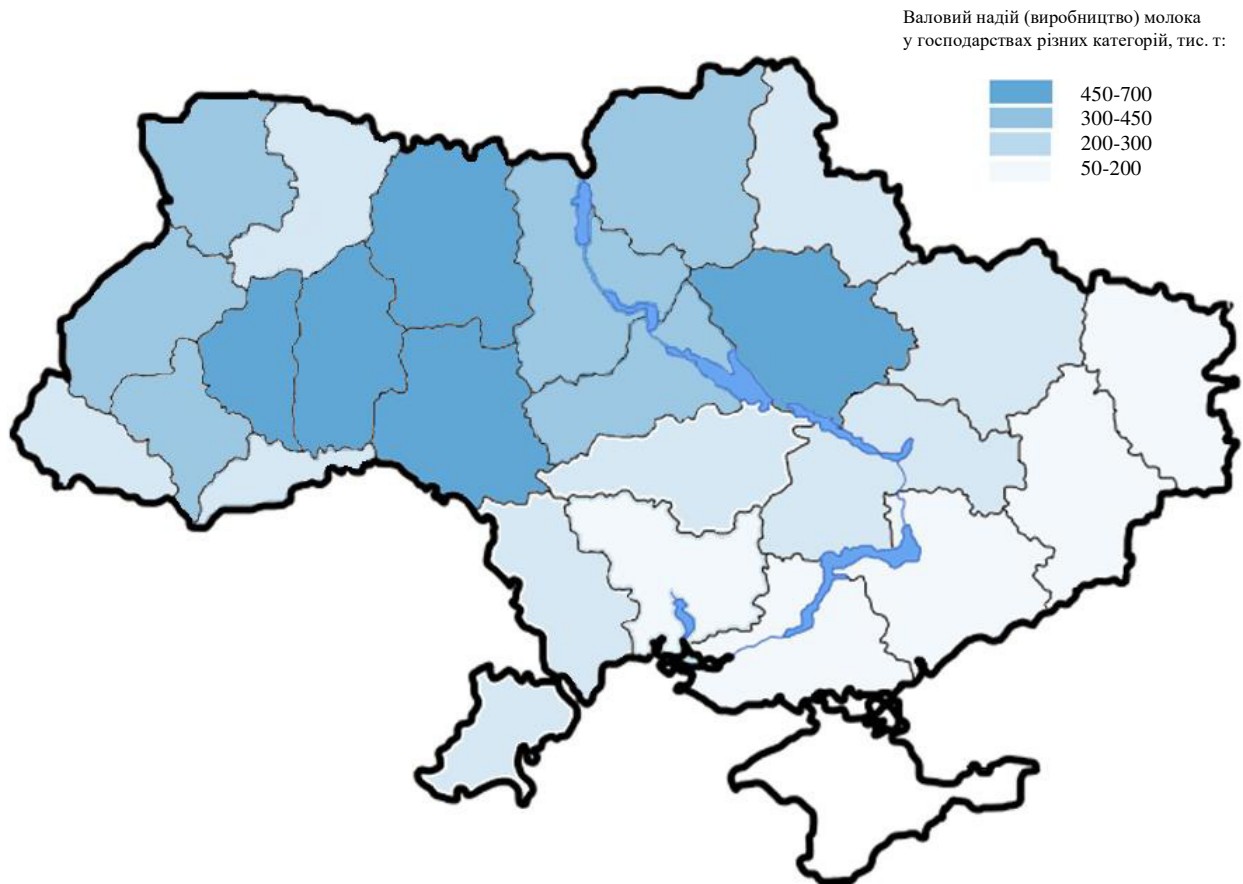 Валовий надій (виробництво) молока
у господарствах різних категорій, тис. т:
450-700
300-450
200-300
50-200